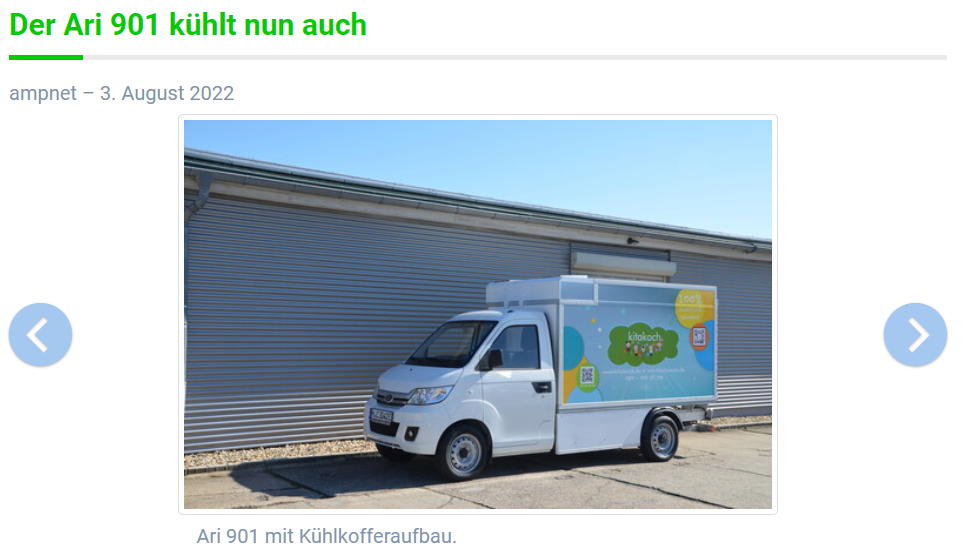 Der Ari 901 kühlt nun auch
ampnet – 3. August 2022
100%
kitakoch
Ari 901 mit Kühlkofferaufbau.